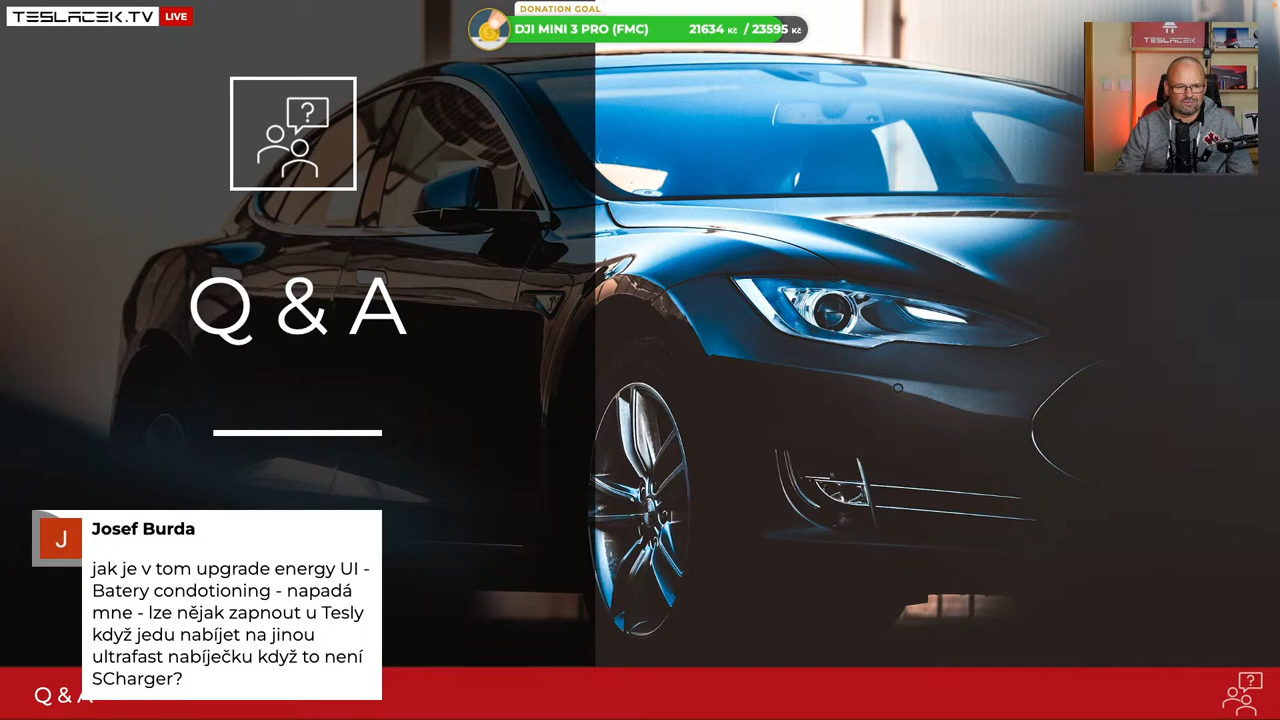 TESLACEK.TV LIVE
DONATION GOAL
DJI MINI 3 PRO (FMC) 21634 Kč / 23595 Kč
TESLACEK
?
Q & A
Josef Burda
jak je v tom upgrade energy UI -
Batery condotioning - napadá
mne - lze nějak zapnout u Tesly
když jedu nabíjet na jinou
ultrafast nabíječku když to není
SCharger?
J
Q & A
?